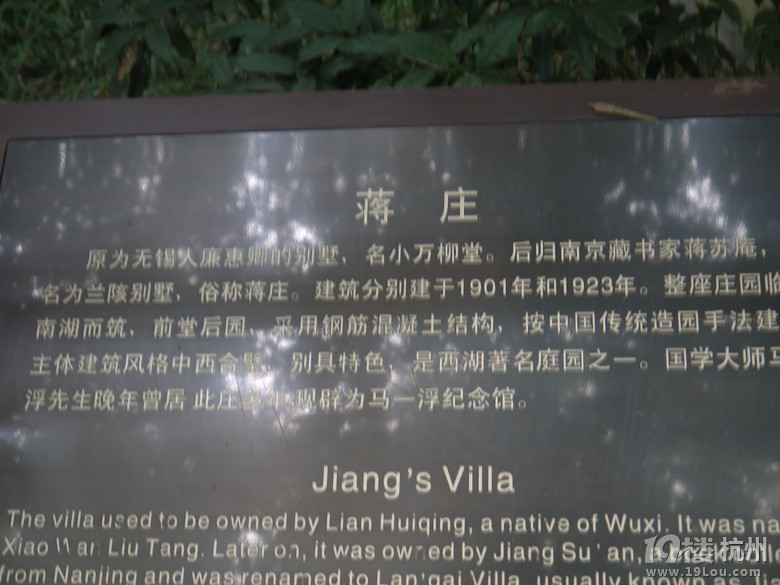 蒋 庄
原为无锡人廉惠卿的别墅，名小万柳堂。后归南京藏书家蒋苏庵，
名为兰陔别墅，俗称蒋庄。建筑分别建于1901年和1923年。整座庄园临
南湖而筑，前堂后园，采用钢筋混凝土结构，按中国传统造园手法建
主体建筑风格中西合璧，别具特色，是西湖著名庭园之一。国学大师马
浮先生晚年曾居 此庄 现辟为马一浮纪念馆。
Jiang's Villa
The villa used to be owned by Lian Huiqing, a native of Wuxi. It was na
Xiao Wan Liu Tang. Later on, it was owned by Jiang Su'an, a
from Nanjing and was renamed to Lan'gai Villa, usually
10楼杭州
www.19lou.com